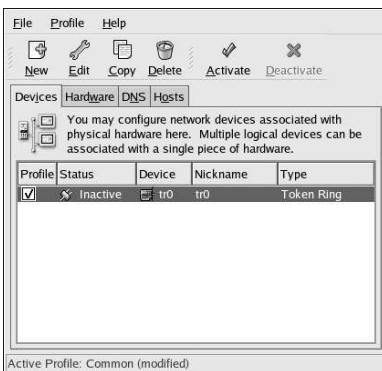 File Profile Help
New Edit Copy Delete Activate Deactivate
Devices Hardware DNS Hosts
You may configure network devices associated with
physical hardware here. Multiple logical devices can be
associated with a single piece of hardware.
Profile Status Device Nickname Type
Inactive tr0 tr0 Token Ring
Active Profile: Common (modified)